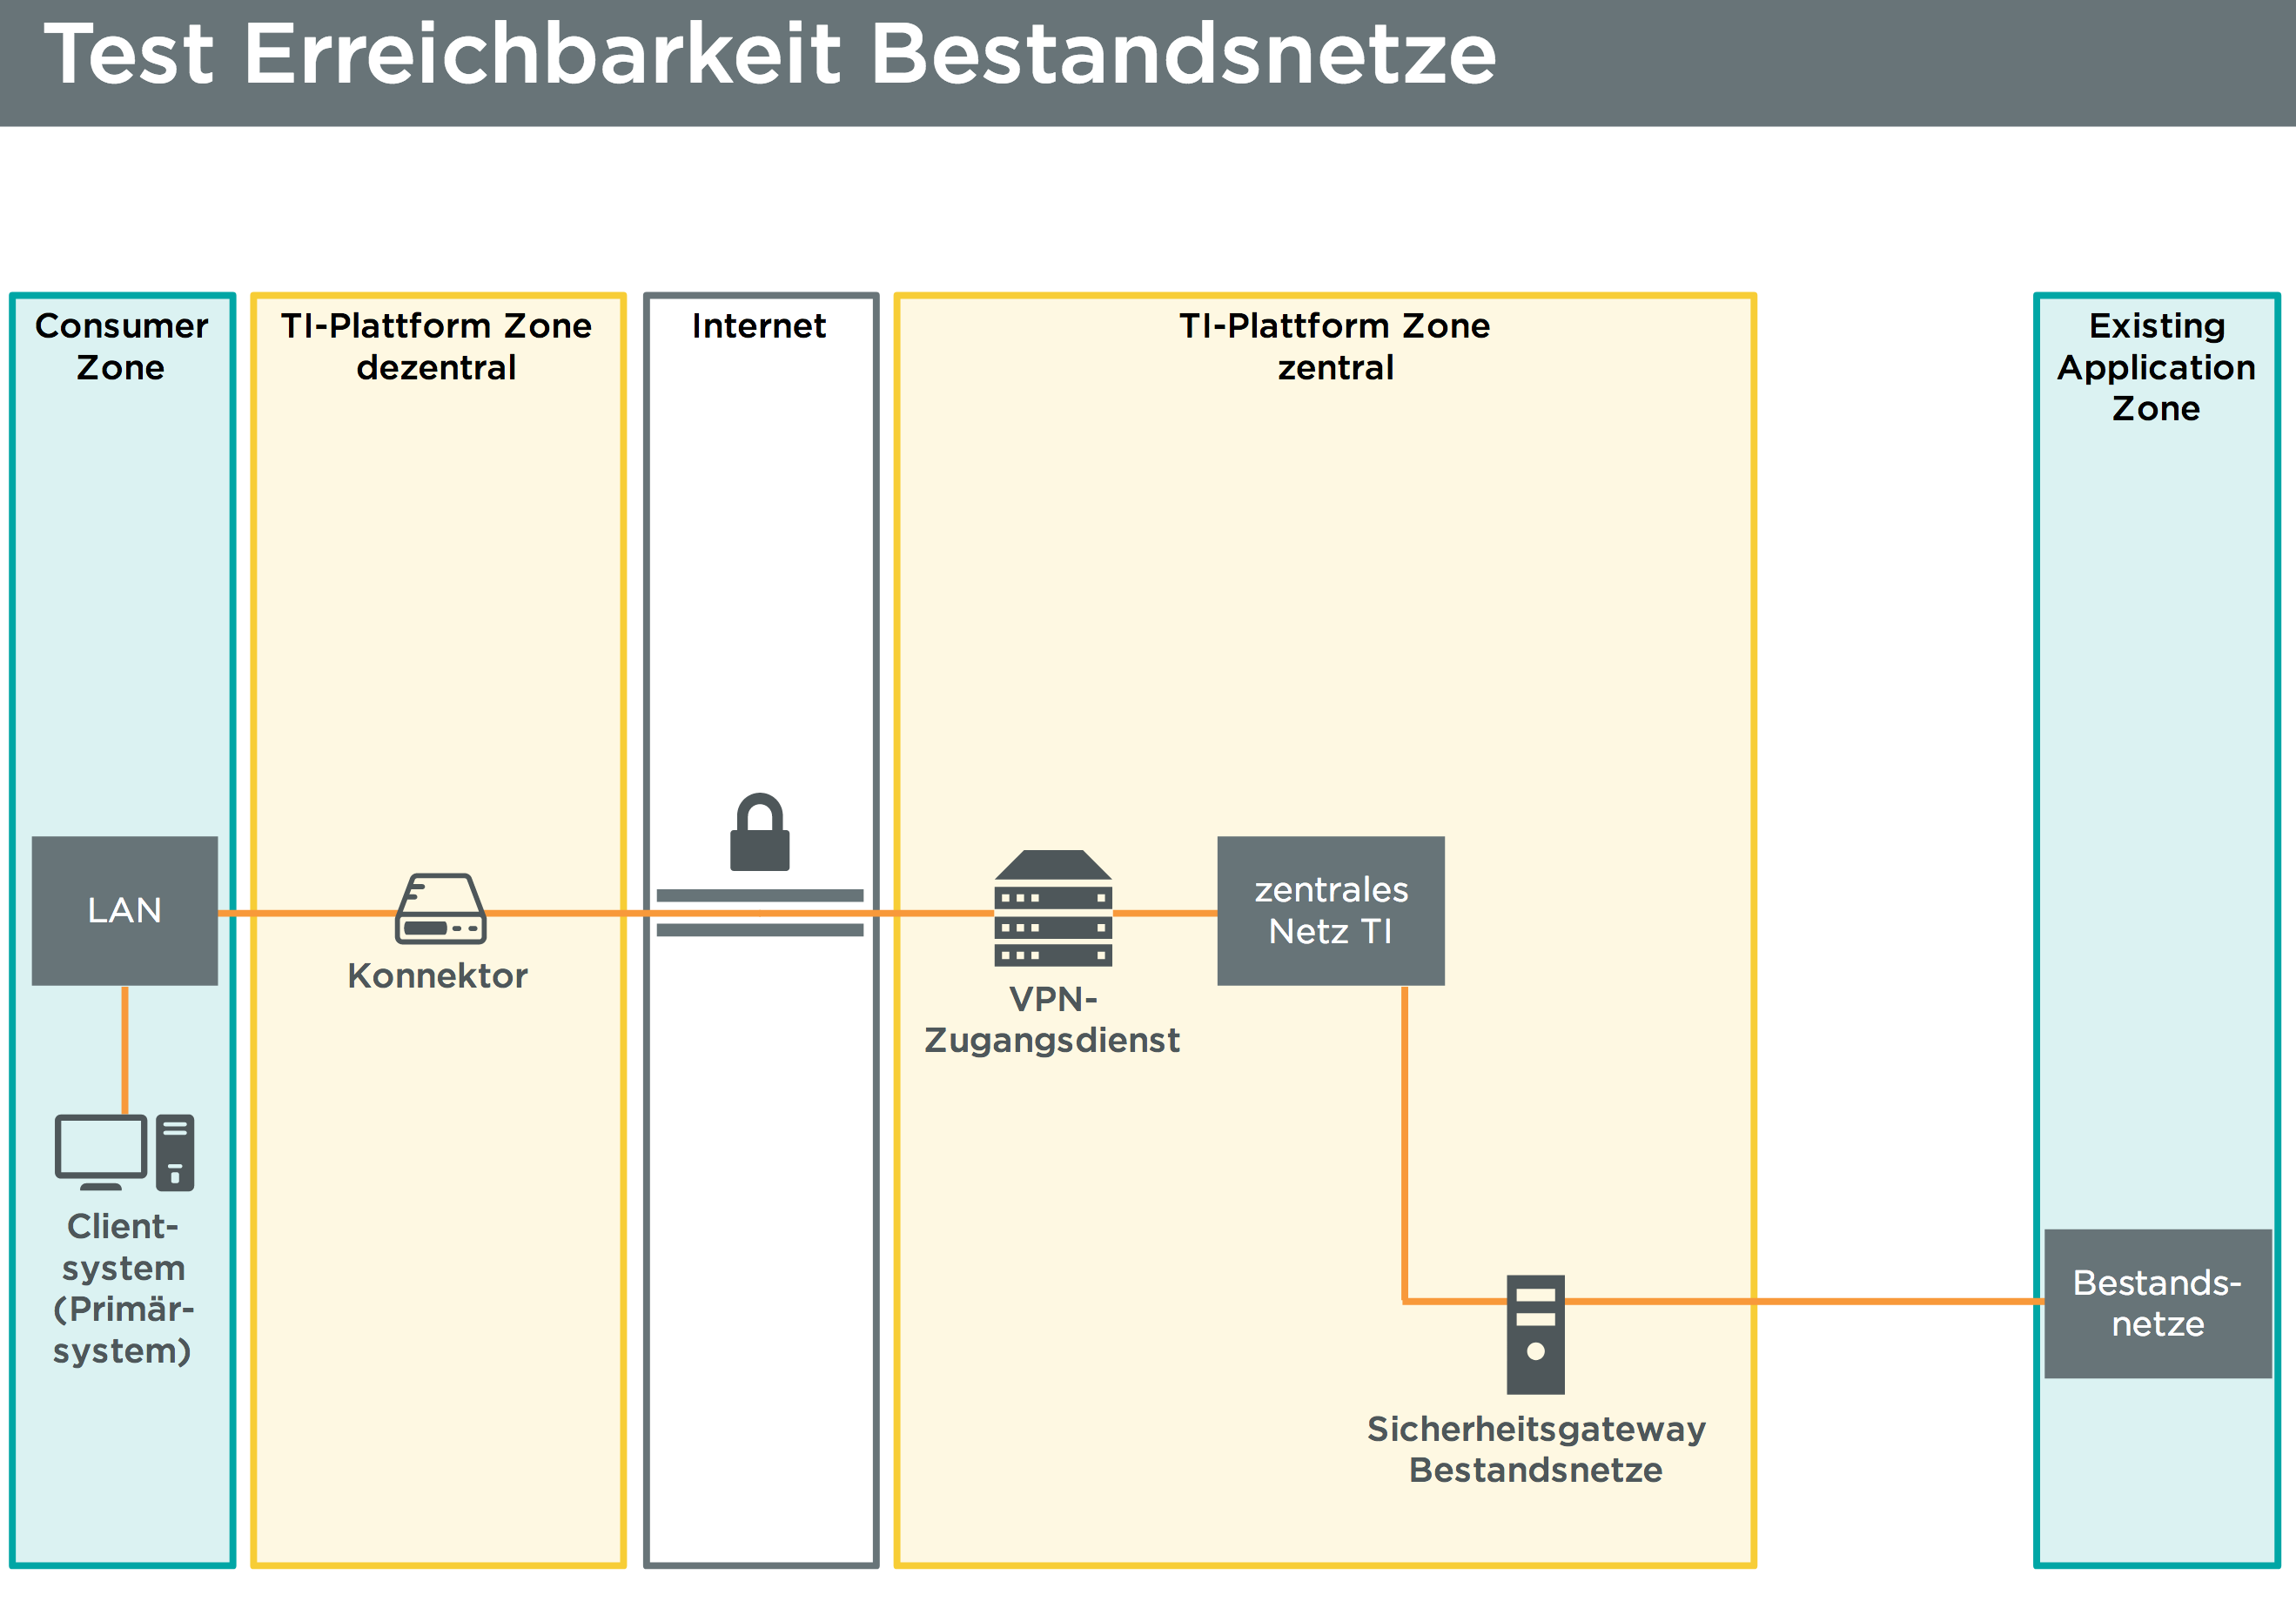 Test Erreichbarkeit Bestandsnetze
Consumer
Zone
TI-Plattform Zone
dezentral
Internet
TI-Plattform Zone
zentral
Existing
Application
Zone
LAN
Konnektor
VPN-
Zugangsdienst
zentrales
Netz TI
Client-
system
(Primär-
system)
Sicherheitsgateway
Bestandsnetze
Bestands-
netze